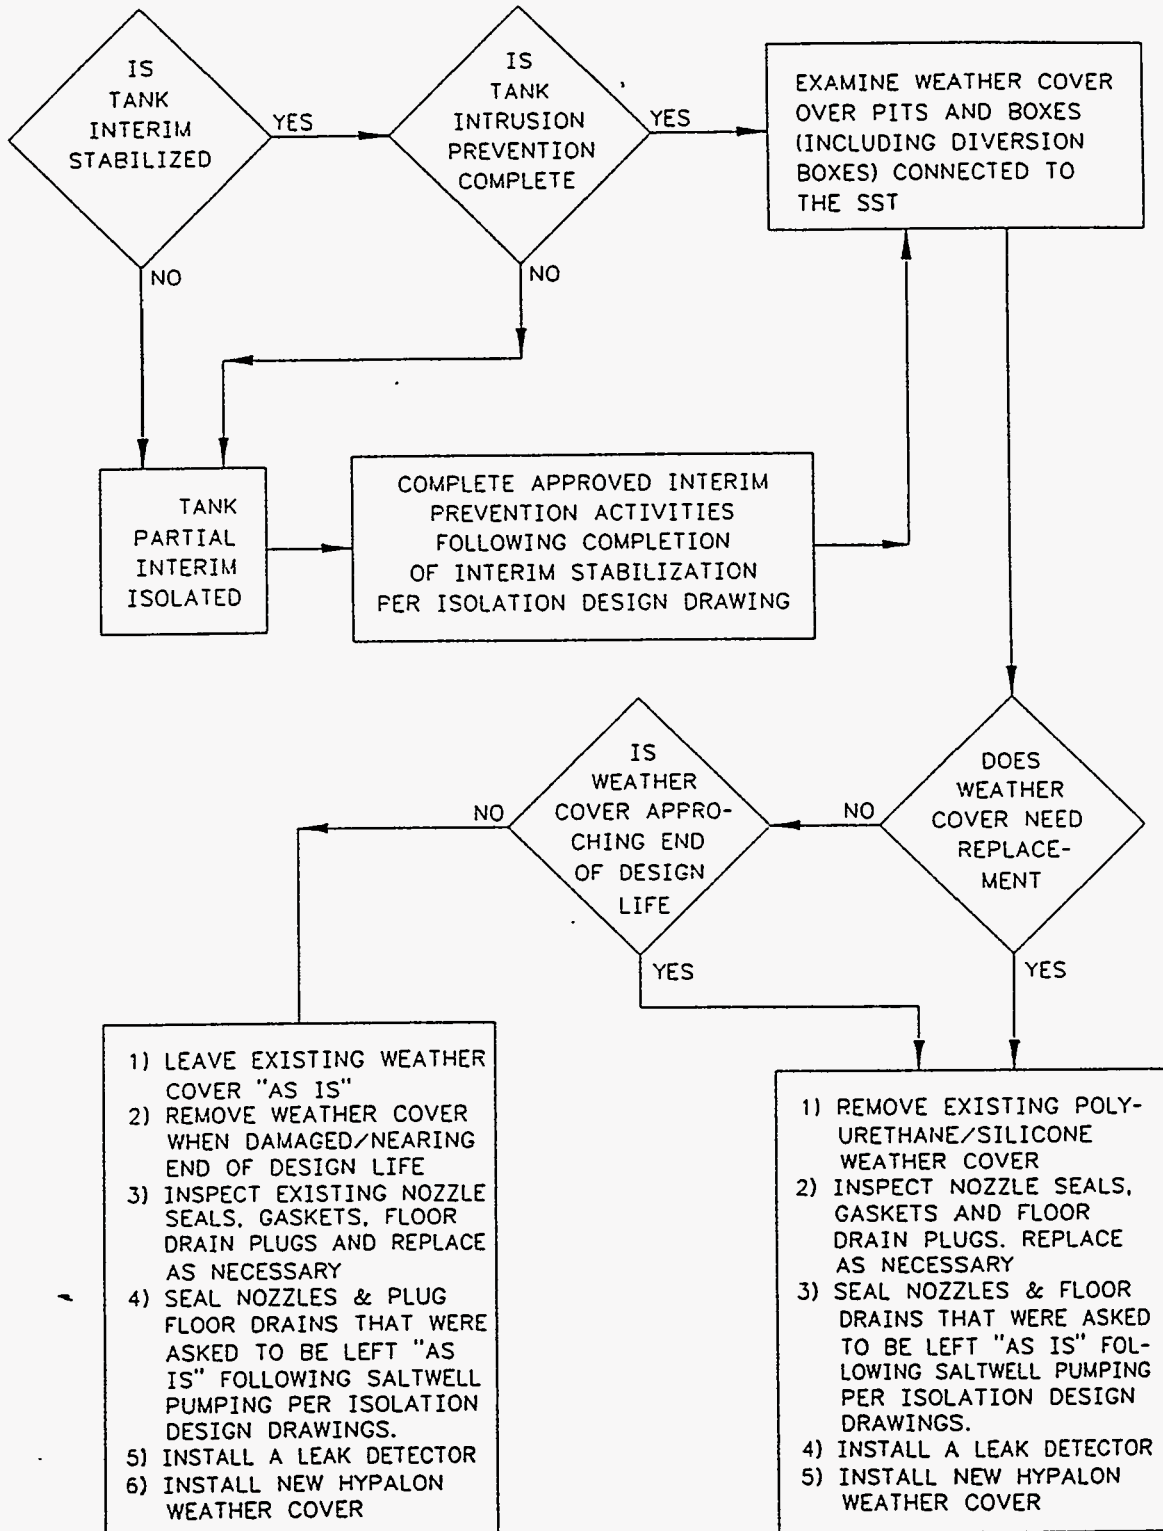 IS
TANK
INTERIM
STABILIZED
YES
NO
IS
TANK
INTRUSION
PREVENTION
COMPLETE
YES
NO
EXAMINE WEATHER COVER
OVER PITS AND BOXES
(INCLUDING DIVERSION
BOXES) CONNECTED TO
THE SST
TANK
PARTIAL
INTERIM
ISOLATED
COMPLETE APPROVED INTERIM
PREVENTION ACTIVITIES
FOLLOWING COMPLETION
OF INTERIM STABILIZATION
PER ISOLATION DESIGN DRAWING
DOES
WEATHER
COVER NEED
REPLACE-
MENT
NO
YES
IS
WEATHER
COVER APPRO-
CHING END
OF DESIGN
LIFE
NO
YES
1) LEAVE EXISTING WEATHER
COVER "AS IS"
2) REMOVE WEATHER COVER
WHEN DAMAGED/NEARING
END OF DESIGN LIFE
3) INSPECT EXISTING NOZZLE
SEALS, GASKETS, FLOOR
DRAIN PLUGS AND REPLACE
AS NECESSARY
4) SEAL NOZZLES & PLUG
FLOOR DRAINS THAT WERE
ASKED TO BE LEFT "AS
IS" FOLLOWING SALTWELL
PUMPING PER ISOLATION
DESIGN DRAWINGS.
5) INSTALL A LEAK DETECTOR
6) INSTALL NEW HYPALON
WEATHER COVER
1) REMOVE EXISTING POLY-
URETHANE/SILICONE
WEATHER COVER
2) INSPECT NOZZLE SEALS,
GASKETS AND FLOOR
DRAIN PLUGS. REPLACE
AS NECESSARY
3) SEAL NOZZLES & FLOOR
DRAINS THAT WERE ASKED
TO BE LEFT "AS IS" FOL-
LOWING SALTWELL PUMPING
PER ISOLATION DESIGN
DRAWINGS.
4) INSTALL A LEAK DETECTOR
5) INSTALL NEW HYPALON
WEATHER COVER